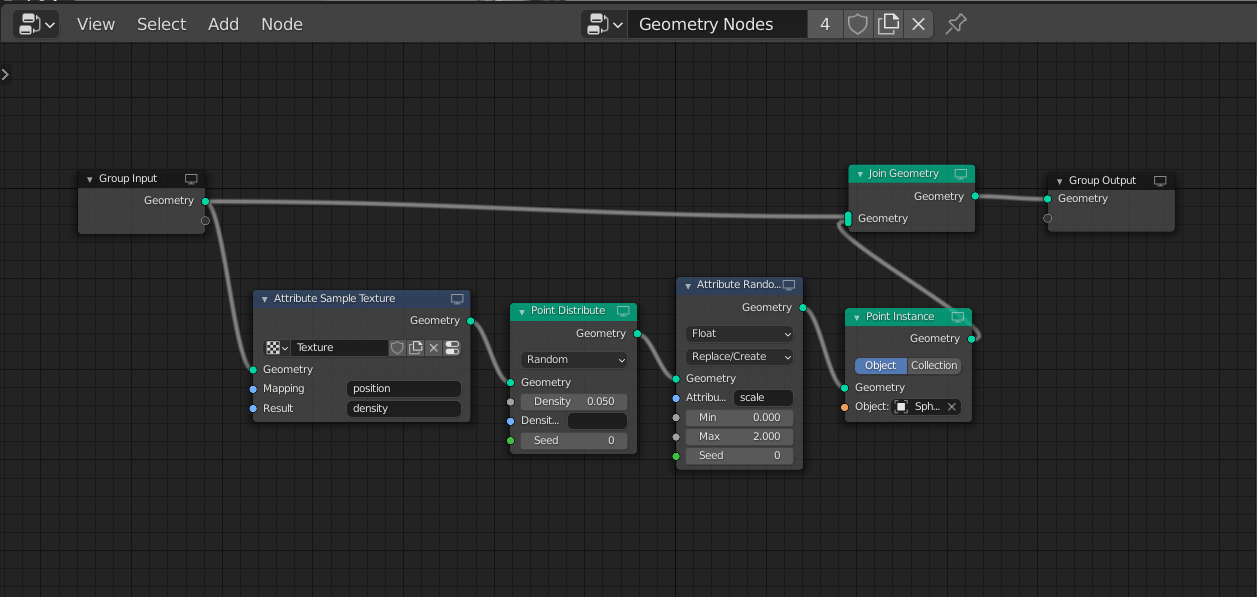 View Select Add Node Geometry Nodes 4
Group Input
Geometry
Join Geometry
Geometry
Geometry
Group Output
Geometry
Attribute Sample Texture
Geometry
Texture
Geometry
Mapping position
Result density
Point Distribute
Geometry
Random
Geometry
Density 0.050
Densit...
Seed 0
Attribute Rando...
Geometry
Float
Replace/Create
Geometry
Attribu... scale
Min 0.000
Max 2.000
Seed 0
Point Instance
Geometry
Object Collection
Geometry
Object: Sph...